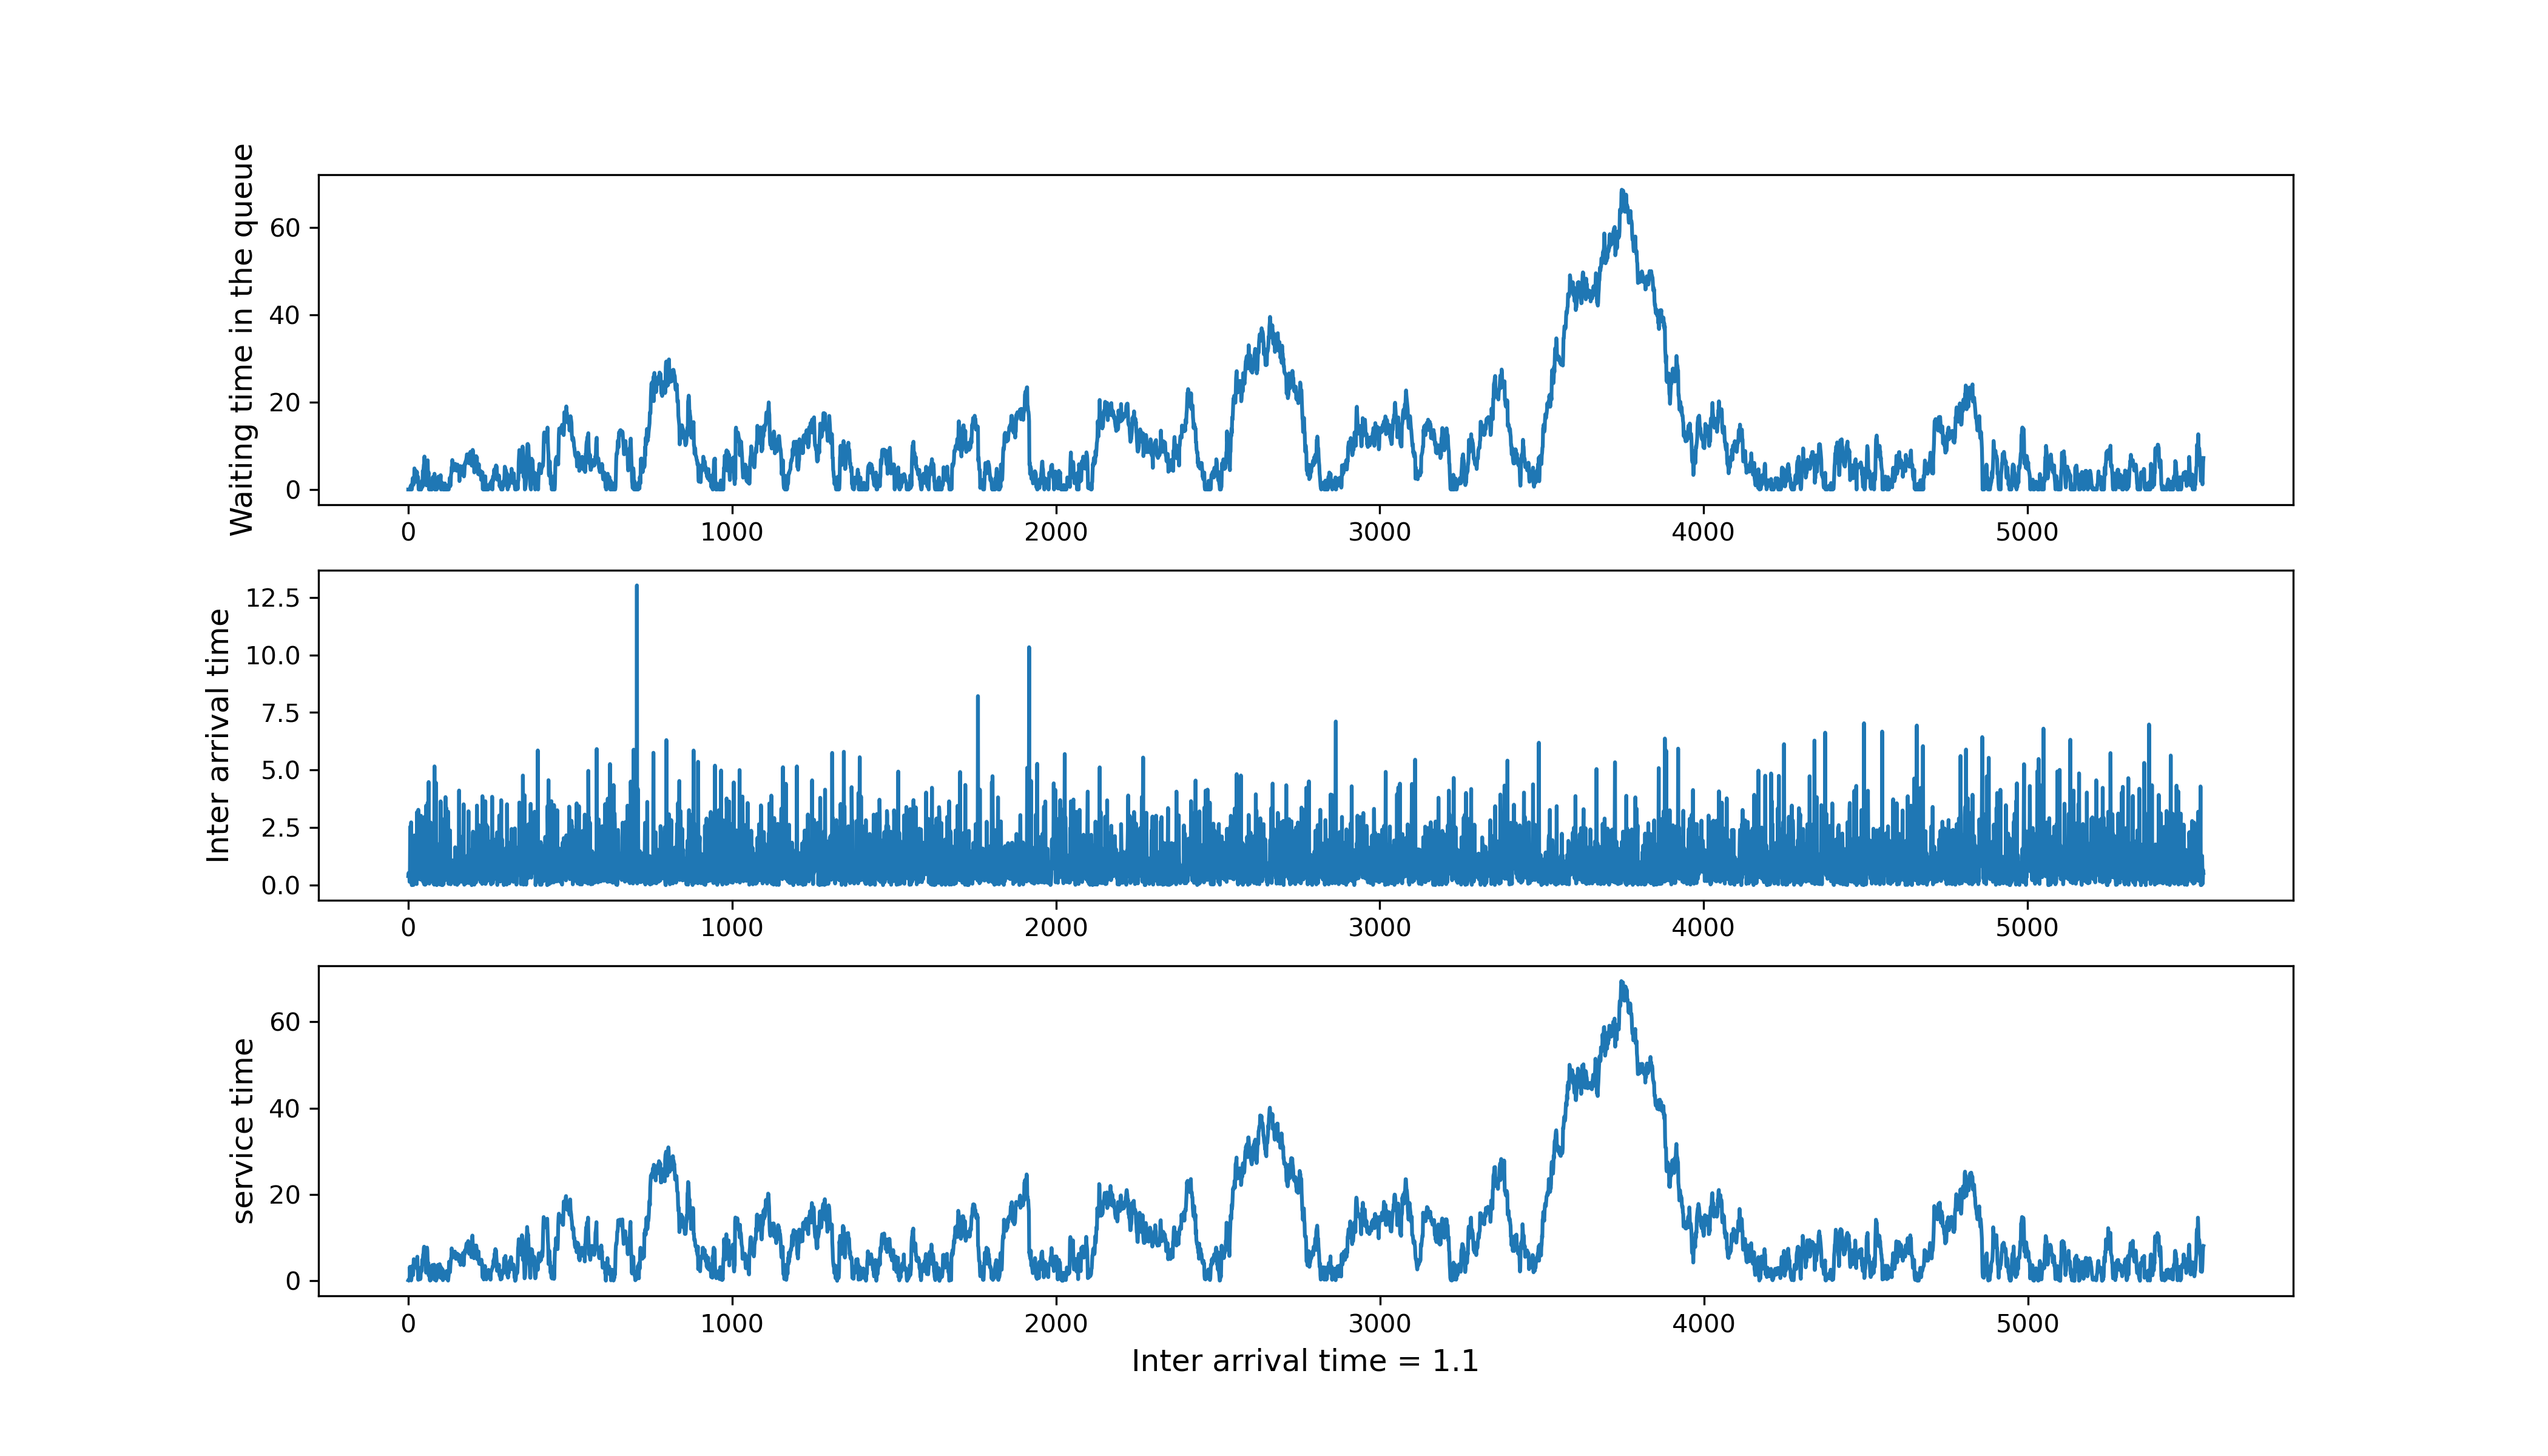 Waiting time in the queue
60
40
20
0
0 1000 2000 3000 4000 5000
Inter arrival time
12.5
10.0
7.5
5.0
2.5
0.0
0 1000 2000 3000 4000 5000
service time
60
40
20
0
0 1000 2000 3000 4000 5000
Inter arrival time = 1.1